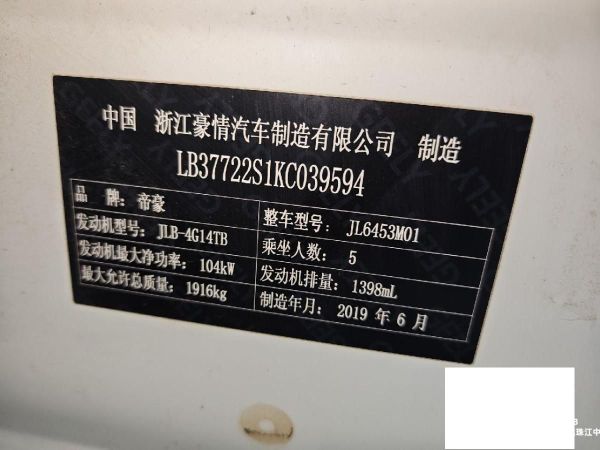 中国 浙江豪情汽车制造有限公司 制造
LB37722S1KC039594
品 牌: 帝豪
整车型号: JL6453M01
发动机型号: JLB-4G14TB
乘坐人数: 5
发动机最大净功率: 104kW
发动机排量: 1398mL
最大允许总质量: 1916kg
制造年月: 2019 年 6 月
珠江中